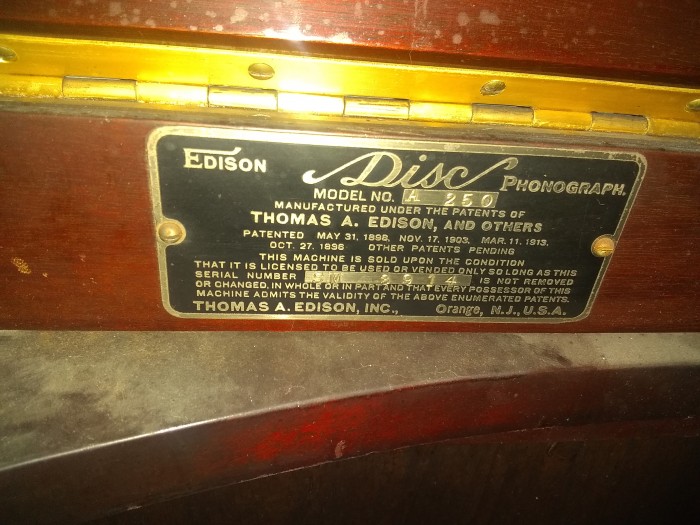 EDISON Disc PHONOGRAPH.
MODEL NO. A 250
MANUFACTURED UNDER THE PATENTS OF
THOMAS A. EDISON, AND OTHERS
PATENTED MAY 31. 1898, NOV. 17. 1903, MAR. 11. 1913.
OCT. 27. 1896 OTHER PATENTS PENDING
THIS MACHINE IS SOLD UPON THE CONDITION
THAT IT IS LICENSED TO BE USED OR VENDED ONLY SO LONG AS THIS
SERIAL NUMBER SM 3914 IS NOT REMOVED
OR CHANGED, IN WHOLE OR IN PART AND THAT EVERY POSSESSOR OF THIS
MACHINE ADMITS THE VALIDITY OF THE ABOVE ENUMERATED PATENTS.
THOMAS A. EDISON, INC., Orange, N.J., U.S.A.